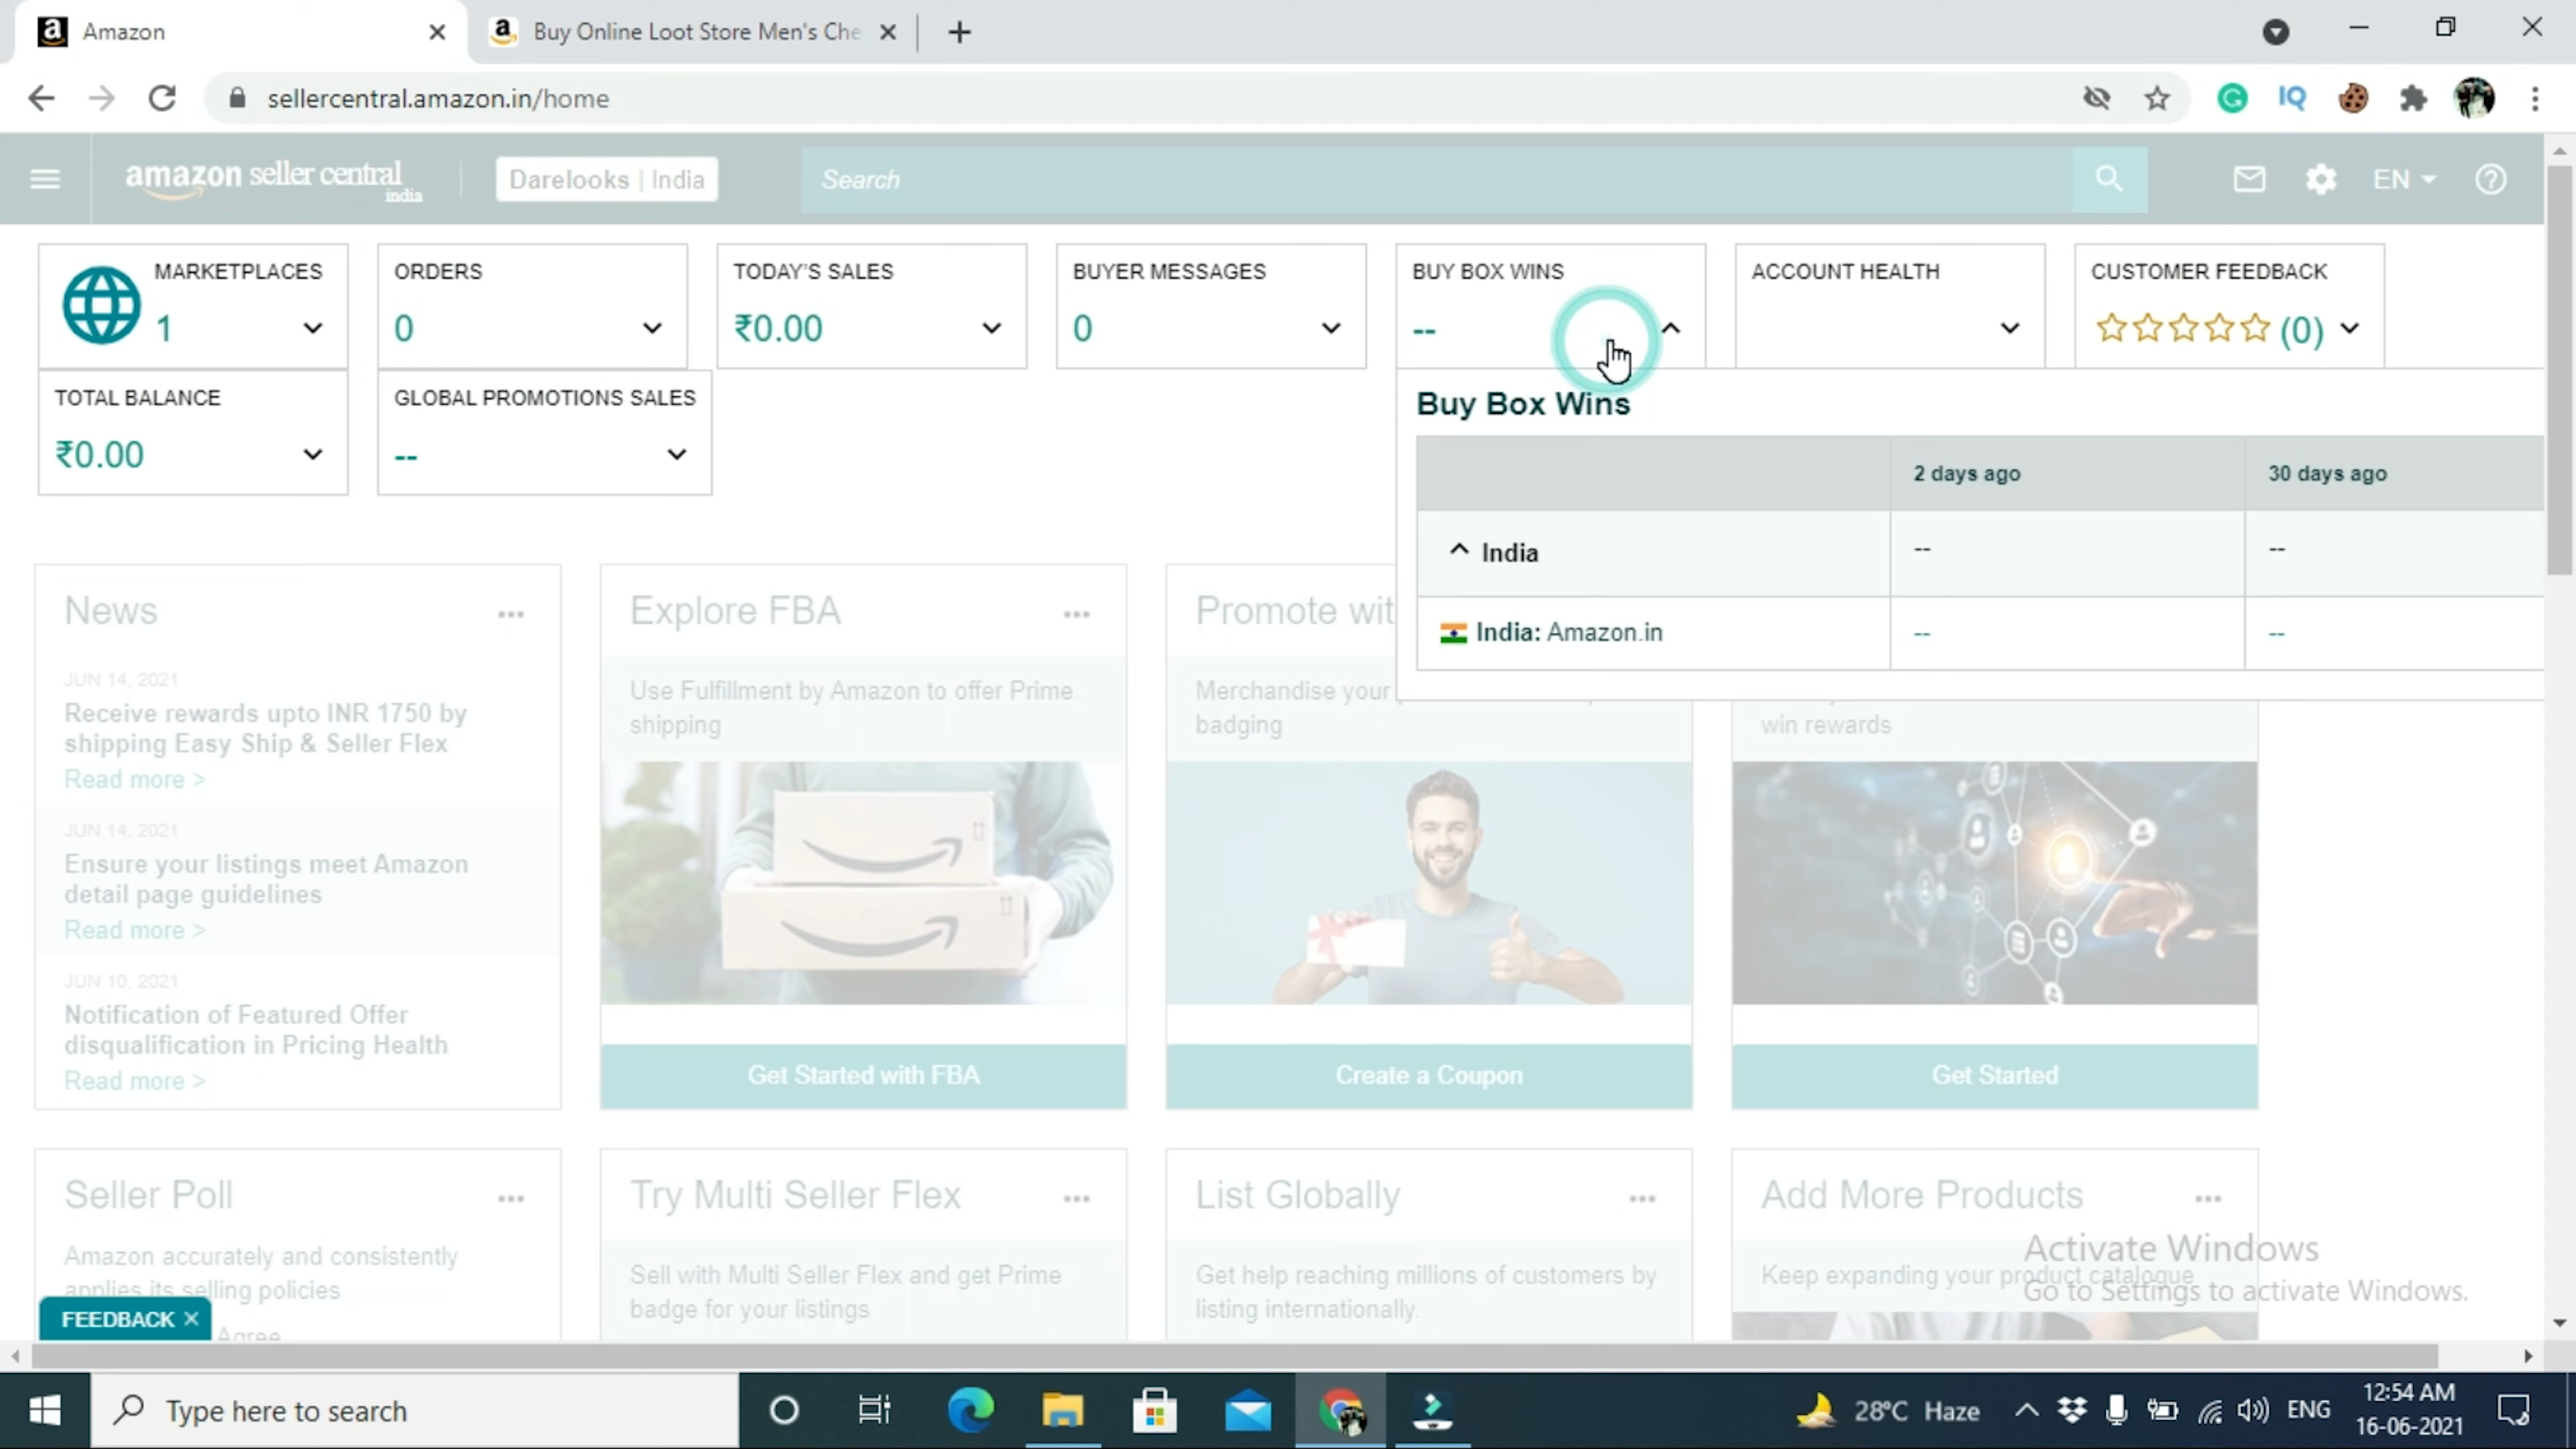 Amazon
Buy Online Loot Store Men's Che
sellercentral.amazon.in/home
amazon seller central
india
Darelooks | India
Search
EN
MARKETPLACES
1
ORDERS
0
TODAY'S SALES
₹0.00
BUYER MESSAGES
0
BUY BOX WINS
--
ACCOUNT HEALTH
CUSTOMER FEEDBACK
(0)
TOTAL BALANCE
₹0.00
GLOBAL PROMOTIONS SALES
--
Buy Box Wins
2 days ago
30 days ago
India
--
--
India: Amazon.in
--
--
News
JUN 14, 2021
Receive rewards upto INR 1750 by
shipping Easy Ship & Seller Flex
Read more >
JUN 14, 2021
Ensure your listings meet Amazon
detail page guidelines
Read more >
JUN 10, 2021
Notification of Featured Offer
disqualification in Pricing Health
Read more >
Explore FBA
Use Fulfillment by Amazon to offer Prime
shipping
Get Started with FBA
Promote wit
Merchandise your
badging
Create a Coupon
win rewards
Get Started
Seller Poll
Amazon accurately and consistently
applies its selling policies
Agree
FEEDBACK
Try Multi Seller Flex
Sell with Multi Seller Flex and get Prime
badge for your listings
List Globally
Get help reaching millions of customers by
listing internationally.
Add More Products
Keep expanding your product catalogue
Activate Windows
Go to Settings to activate Windows.
Type here to search
28°C Haze
ENG
12:54 AM
16-06-2021